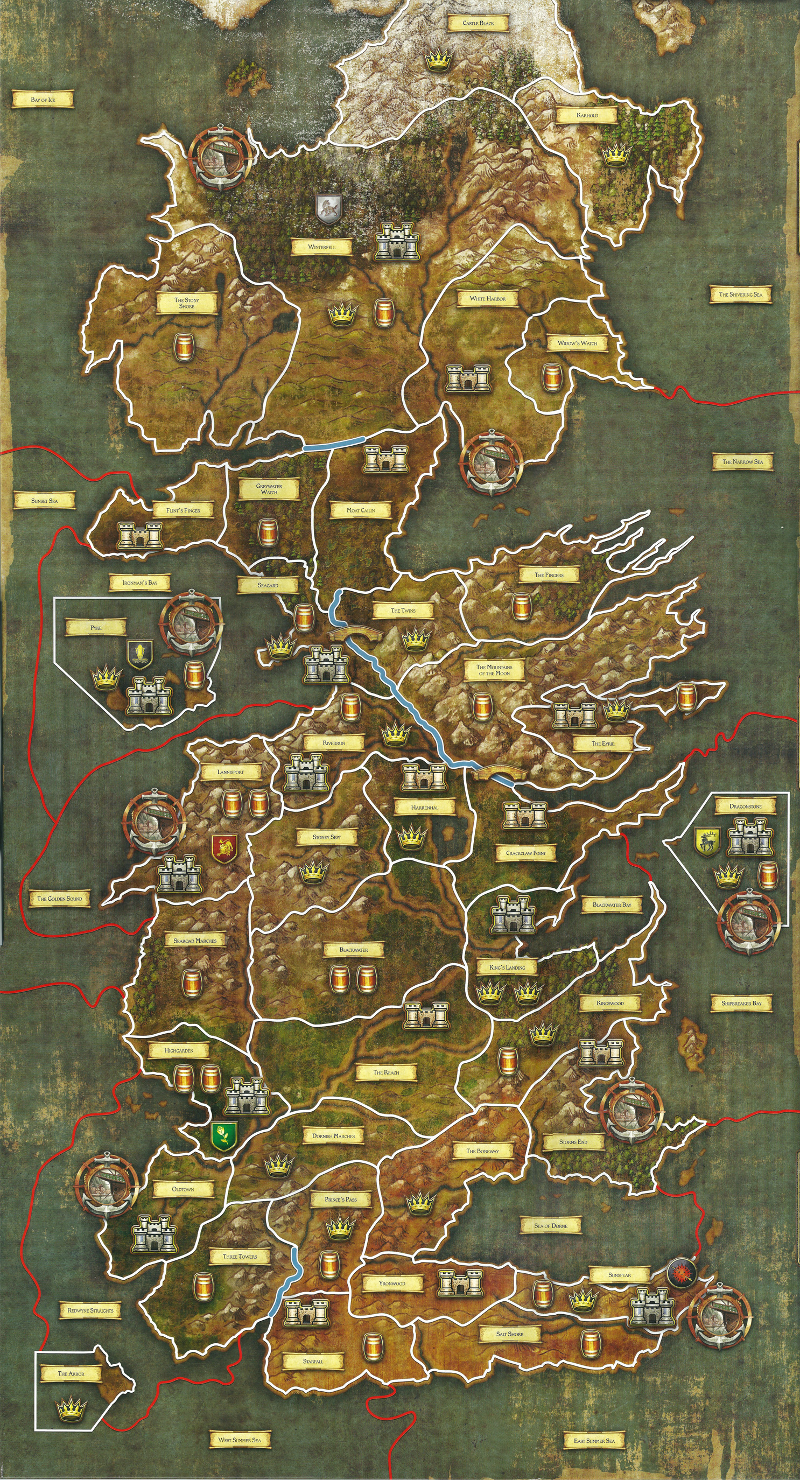 CASTLE BLACK
BAY OF ICE
KARHOLD
WINTERFELL
THE STONY
SHORE
WHITE HARBOR
THE SHIVERING SEA
WIDOW'S WATCH
THE NARROW SEA
SUNSET SEA
FLINT'S FINGER
GREYWATER
WATCH
MOAT CAILIN
IRONMAN'S BAY
SEAGARD
THE TWINS
THE FINGERS
PYKE
THE MOUNTAINS
OF THE MOON
RIVERRUN
THE EYRIE
LANNISPORT
HARRENHAL
DRAGONSTONE
STONEY SEPT
CRACKCLAW POINT
THE GOLDEN SOUND
BLACKWATER BAY
SEAROAD MARCHES
BLACKWATER
KING'S LANDING
KINGSWOOD
SHIPBREAKER BAY
HIGHGARDEN
THE REACH
DORNISH MARCHES
STORM'S END
THE BONEWAY
OLDTOWN
PRINCE'S PASS
SEA OF DORNE
THREE TOWERS
YRONWOOD
SUNSPEAR
REDWYNE STRAIGHTS
SALT SHORE
STARFALL
THE ARBOR
WEST SUMMER SEA
EAST SUMMER SEA